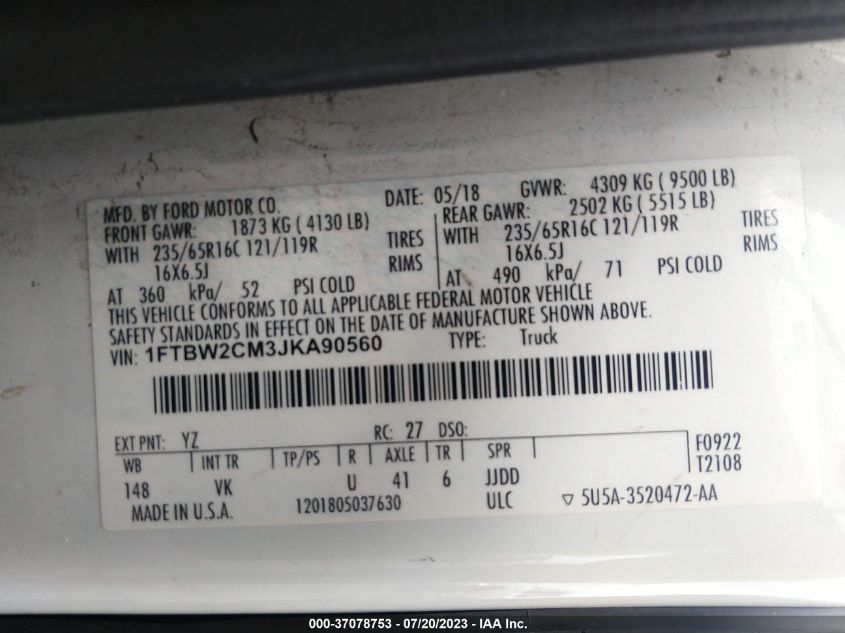 MFD. BY FORD MOTOR CO. DATE: 05/18 GVWR: 4309 KG ( 9500 LB)
FRONT GAWR: 1873 KG ( 4130 LB) REAR GAWR: 2502 KG ( 5515 LB)
WITH 235/65R16C 121/119R TIRES WITH 235/65R16C 121/119R TIRES
16X6.5J RIMS 16X6.5J RIMS
AT 360 kPa/ 52 PSI COLD AT 490 kPa/ 71 PSI COLD
THIS VEHICLE CONFORMS TO ALL APPLICABLE FEDERAL MOTOR VEHICLE
SAFETY STANDARDS IN EFFECT ON THE DATE OF MANUFACTURE SHOWN ABOVE.
VIN: 1FTBW2CM3JKA90560 TYPE: Truck
EXT PNT: YZ RC: 27 DSO: F0922
WB INT TR TP/PS R AXLE TR SPR T2108
148 VK U 41 6 JJDD
MADE IN U.S.A. 1201805037630 ULC ▽ 5U5A-3520472-AA
000-37078753 - 07/20/2023 - IAA Inc.